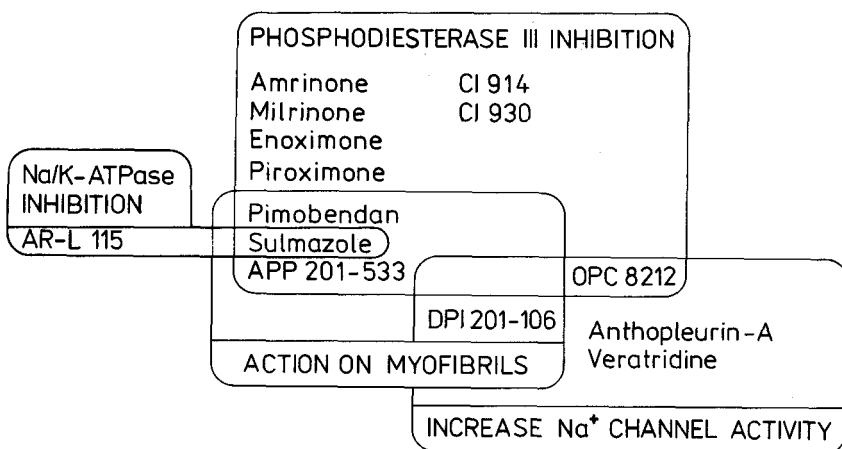 PHOSPHODIESTERASE III INHIBITION
Amrinone CI 914
Milrinone CI 930
Enoximone
Piroximone
Na/K-ATPase
INHIBITION
AR-L 115
Pimobendan
Sulmazole
APP 201-533
OPC 8212
DPI 201-106
Anthopleurin-A
Veratridine
ACTION ON MYOFIBRILS
INCREASE Na⁺ CHANNEL ACTIVITY